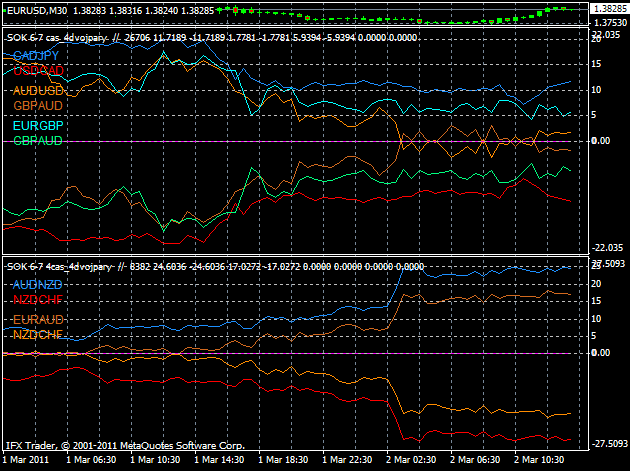 EURUSD,M30 1.38283 1.38316 1.38240 1.38285
1.38285
1.37530
SOK 6-7 cas_4dvojpary // 26706 11.7189 -11.7189 1.7781 -1.7781 5.9394 -5.9394 0.0000 0.0000
22.035
20
CADJPY
15
AUDUSD
10
GBPAUD
5
EURGBP
GBPAUD
0.00
-22.035
SOK 6-7 4cas_4dvojpary // 8382 24.6036 -24.6036 17.0272 -17.0272 0.0000 0.0000 0.0000 0.0000
27.5093
25
AUDNZD
20
NZDCHF
15
EURAUD
10
NZDCHF
5
0.00
-27.5093
IFX Trader, © 2001-2011 MetaQuotes Software Corp.
1 Mar 2011 1 Mar 06:30 1 Mar 10:30 1 Mar 14:30 1 Mar 18:30 1 Mar 22:30 2 Mar 02:30 2 Mar 06:30 2 Mar 10:30